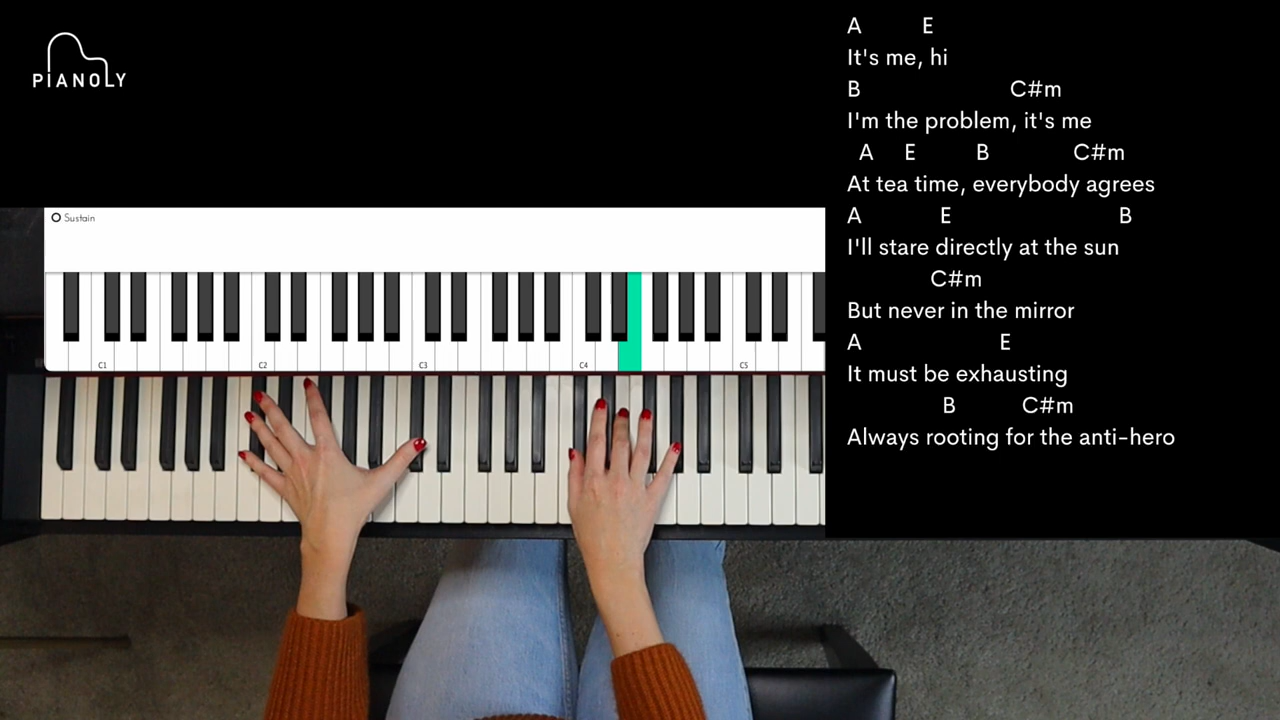 PIANOLY
Sustain
C1 C2 C3 C4 C5
A E
It's me, hi
B C#m
I'm the problem, it's me
A E B C#m
At tea time, everybody agrees
A E B
I'll stare directly at the sun
C#m
But never in the mirror
A E
It must be exhausting
B C#m
Always rooting for the anti-hero